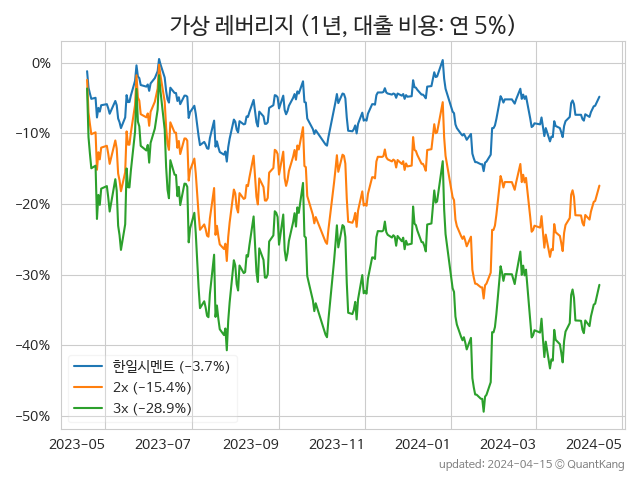 가상 레버리지 (1년, 대출 비용: 연 5%)
0%
−10%
−20%
−30%
−40%
−50%
한일시멘트 (−3.7%)
2x (−15.4%)
3x (−28.9%)
2023-05 2023-07 2023-09 2023-11 2024-01 2024-03 2024-05
updated: 2024-04-15 © QuantKang